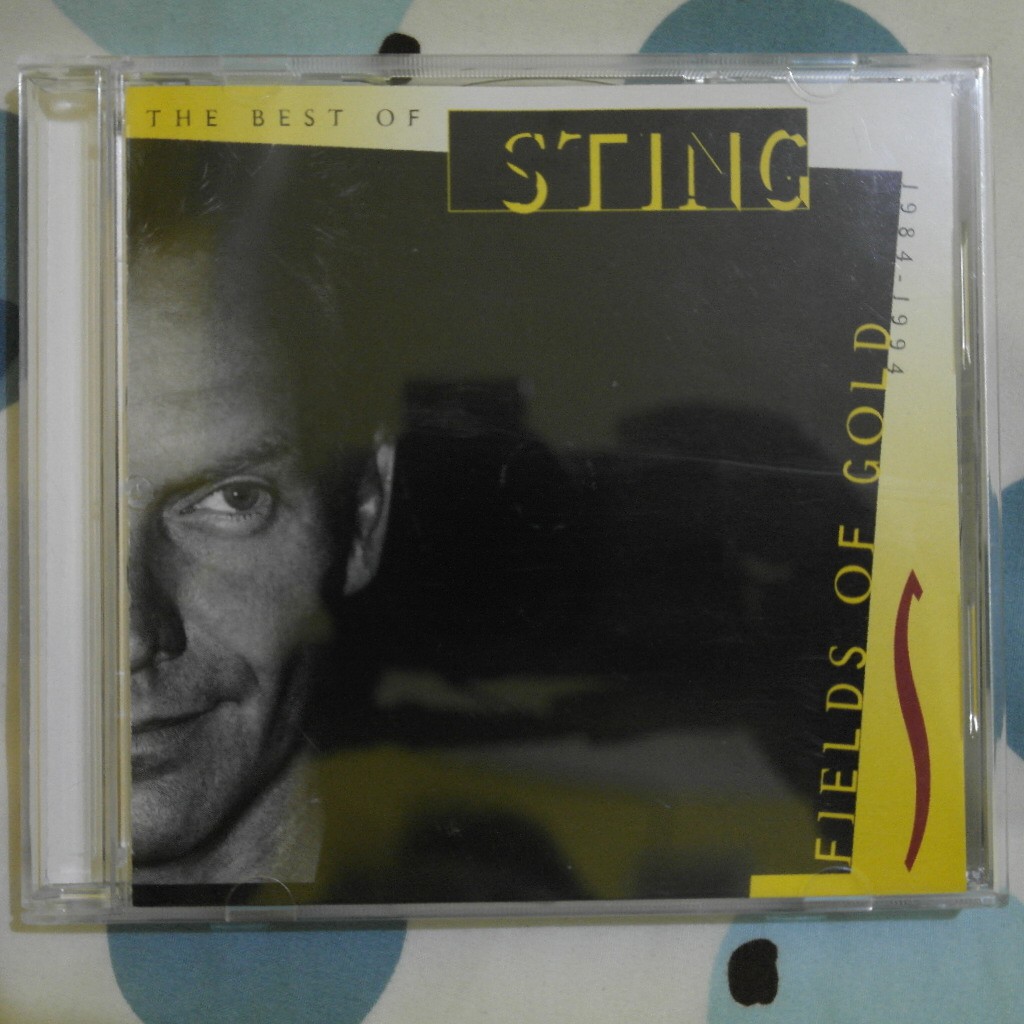 THE BEST OF
STING
1984-1994
FIELDS OF GOLD